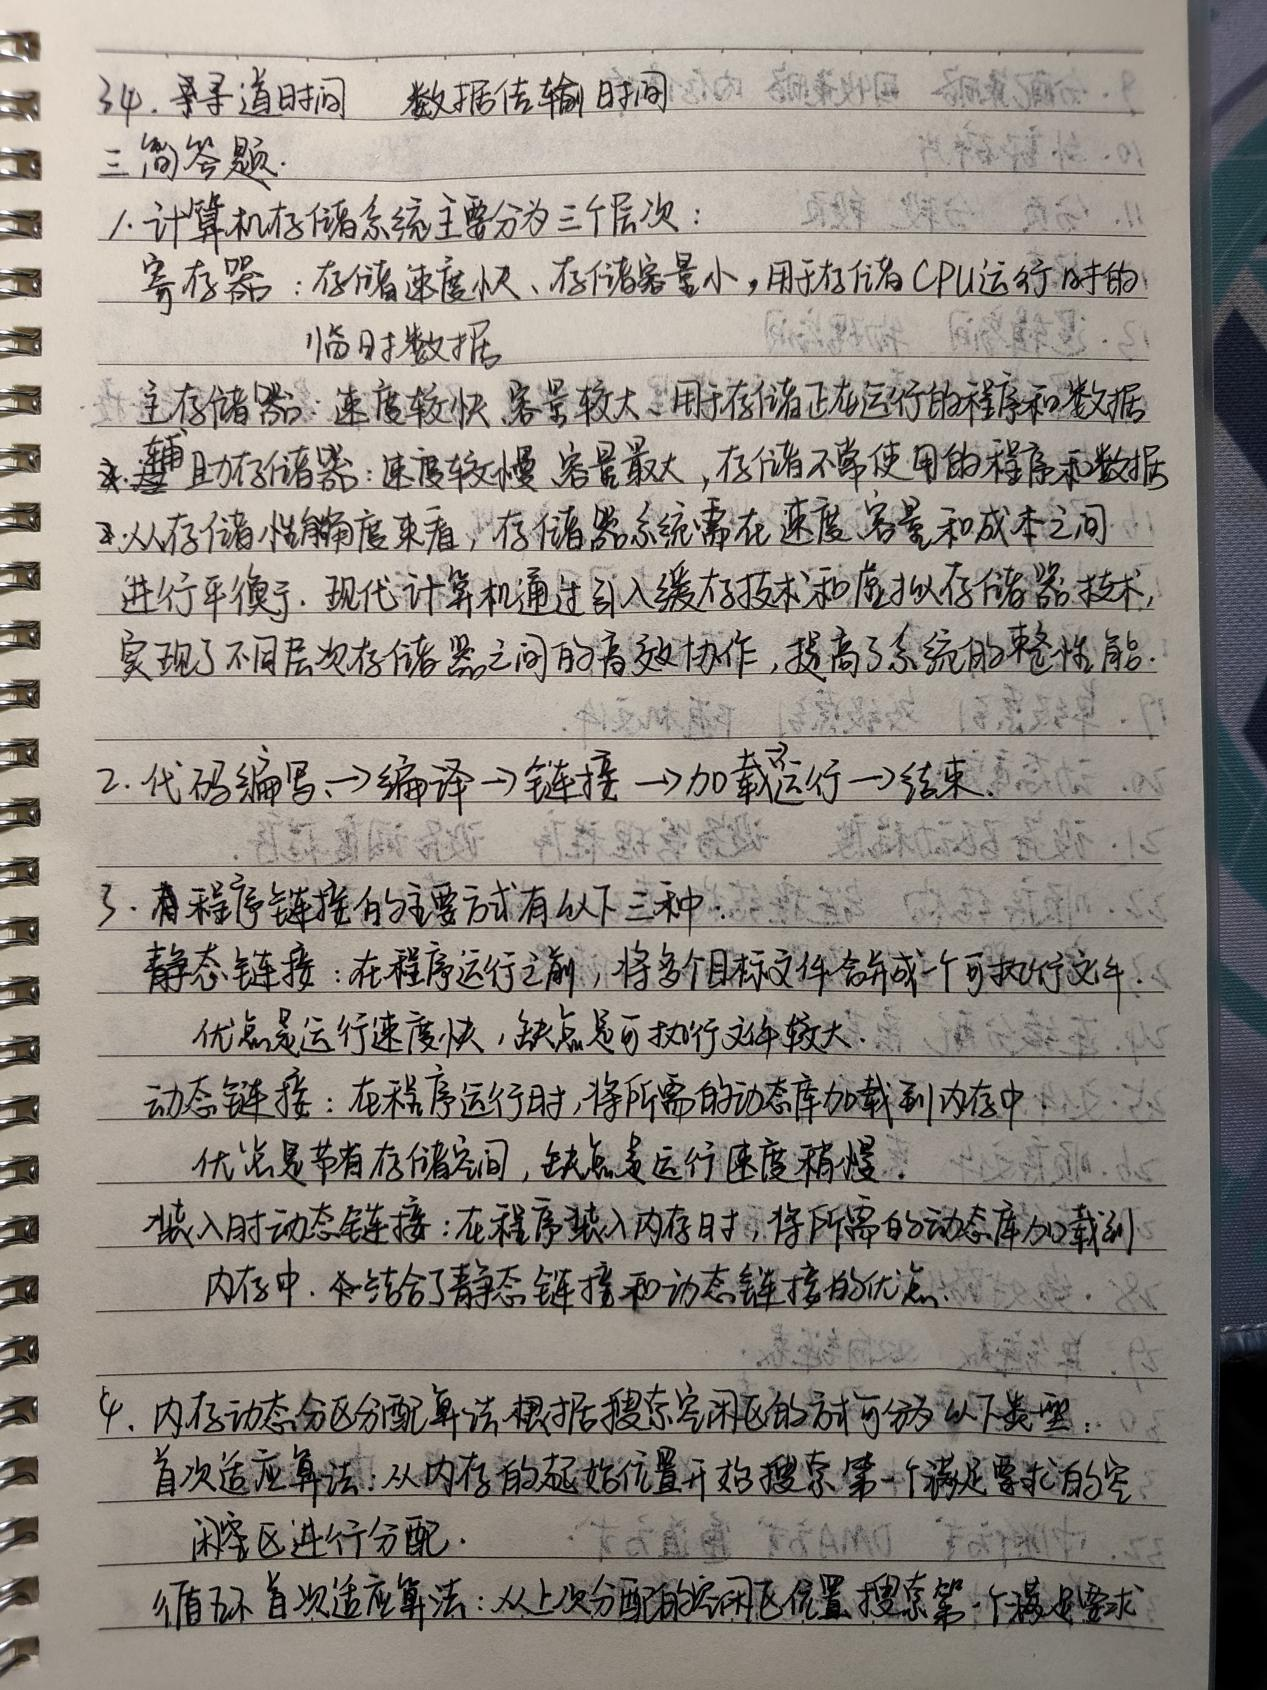 34. 寻道时间 数据传输时间
三简答题.
1. 计算机存储系统主要分为三个层次:
寄存器:存储速度快、存储容量小,用于存储CPU运行时的
临时数据
主存储器:速度较快、容量较大、用于存储正在运行的程序和数据
辅助存储器:速度较慢、容量最大,存储不常使用的程序和数据
从存储性能角度来看,存储器系统需在速度、容量和成本之间
进行平衡. 现代计算机通过引入缓存技术和虚拟存储器技术,
实现了不同层次存储器之间的高效协作,提高了系统的整性能.
2. 代码编写→编译→链接→加载→运行→结束.
3. 程序链接的主要方式有以下三种:
静态链接:在程序运行之前,将多个目标文件合并成一个可执行文件.
优点是运行速度快,缺点是可执行文件较大.
动态链接:在程序运行时,将所需的动态库加载到内存中.
优点是节省存储空间,缺点是运行速度稍慢.
装入时动态链接:在程序装入内存时,将所需的动态库加载到
内存中. 结合了静态链接和动态链接的优点.
4. 内存动态分区分配算法根据搜索空闲区的方式可分为以下类型:
首次适应算法:从内存的起始位置开始搜索第一个满足要求的空
闲区进行分配.
循环首次适应算法:从上次分配的空闲区位置搜索第一个满足要求